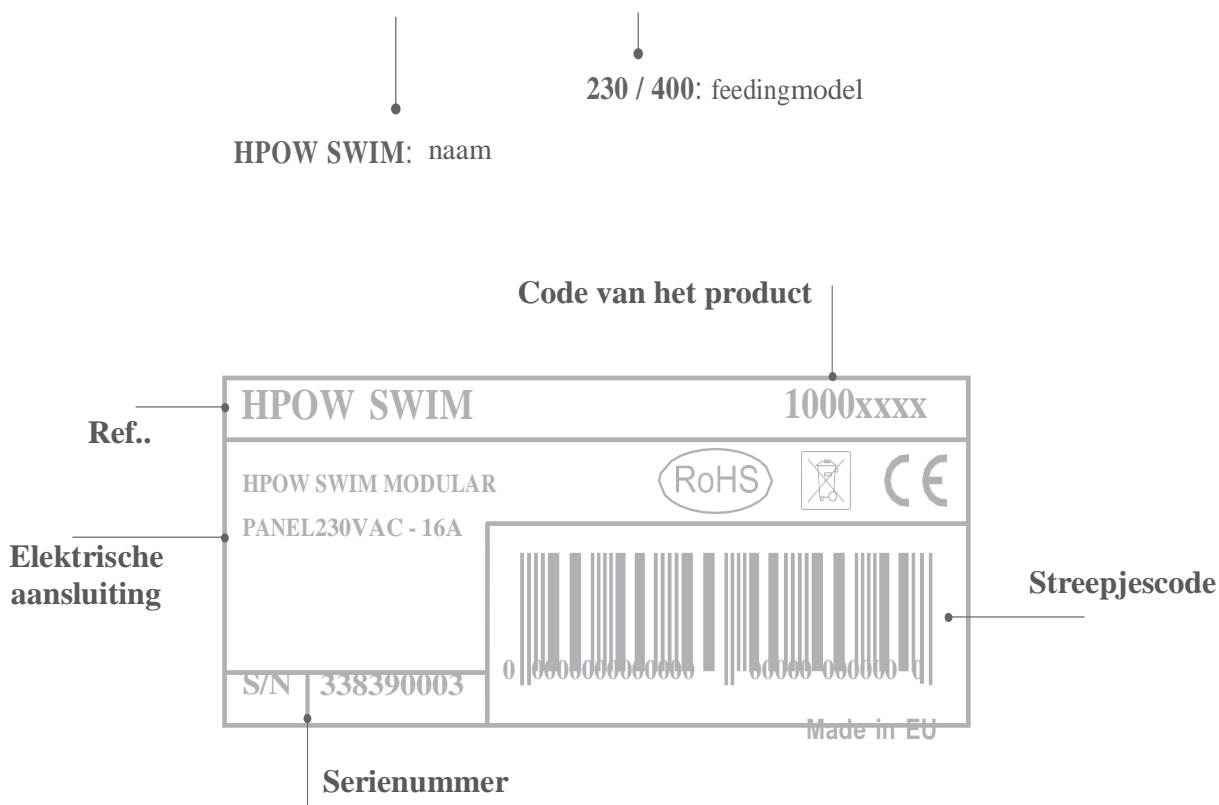 230 / 400: feedingmodel
HPOW SWIM: naam
Code van het product
HPOW SWIM 1000xxxx
Ref..
HPOW SWIM MODULAR
RoHS
CE
PANEL230VAC - 16A
Elektrische
aansluiting
Streepjescode
0 0000000000000 00000 000000 0
S/N 338390003
Made in EU
Serienummer